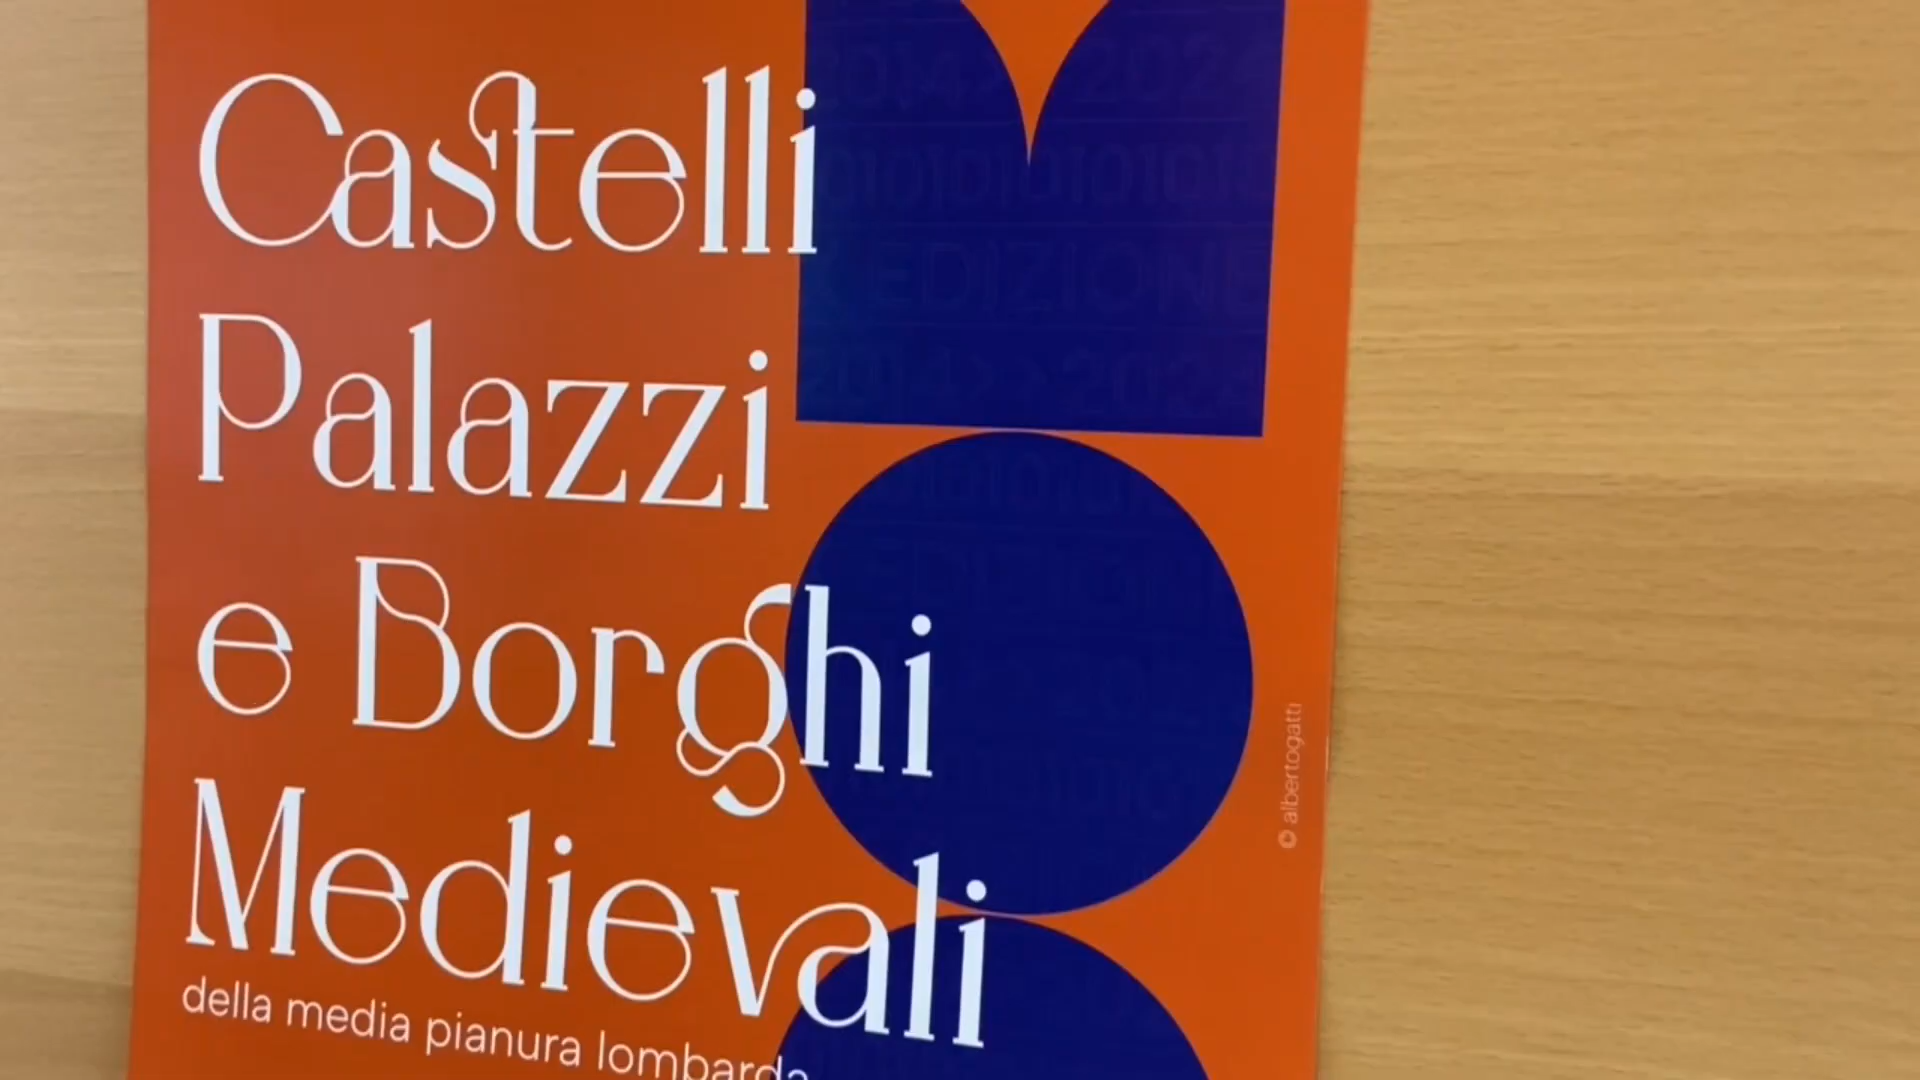 Castelli
Palazzi
e Borghi
Medievali
della media pianura lombarda
© albertogatti
EDIZIONE